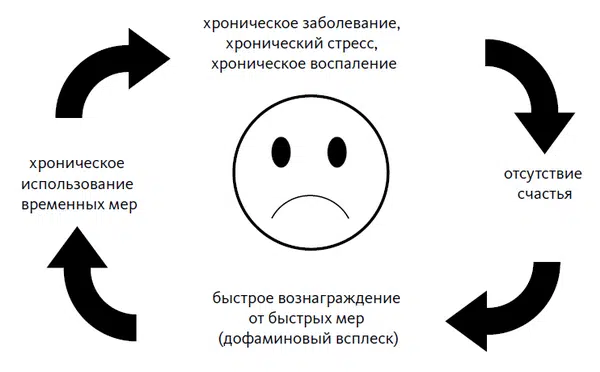 хроническое заболевание,
хронический стресс,
хроническое воспаление
отсутствие
счастья
быстрое вознаграждение
от быстрых мер
(дофаминовый всплеск)
хроническое
использование
временных мер